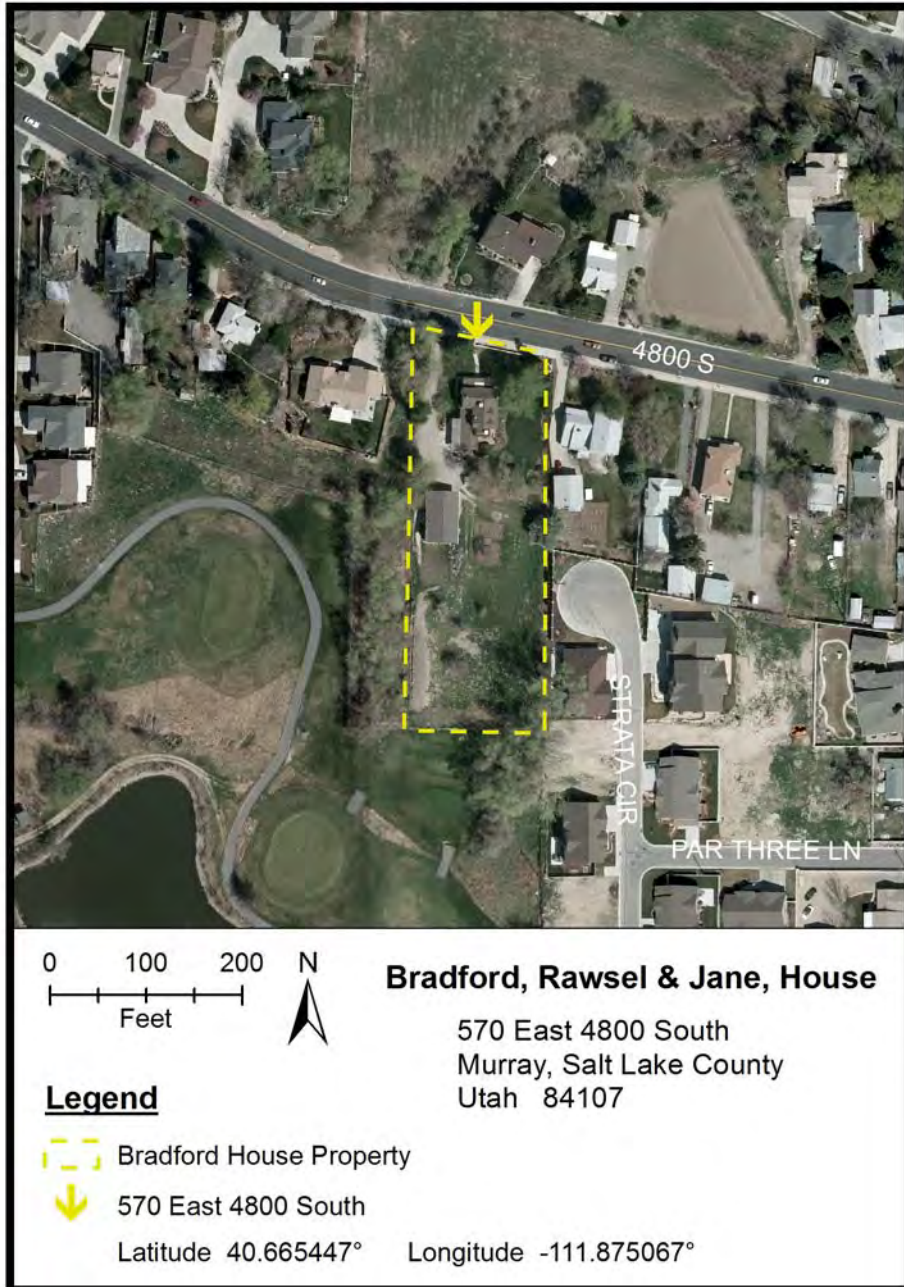 4800 S
STRATA CIR
PAR THREE LN
0 100 200
Feet
N
Bradford, Rawsel & Jane, House
570 East 4800 South
Murray, Salt Lake County
Utah 84107
Legend
Bradford House Property
570 East 4800 South
Latitude 40.665447° Longitude -111.875067°